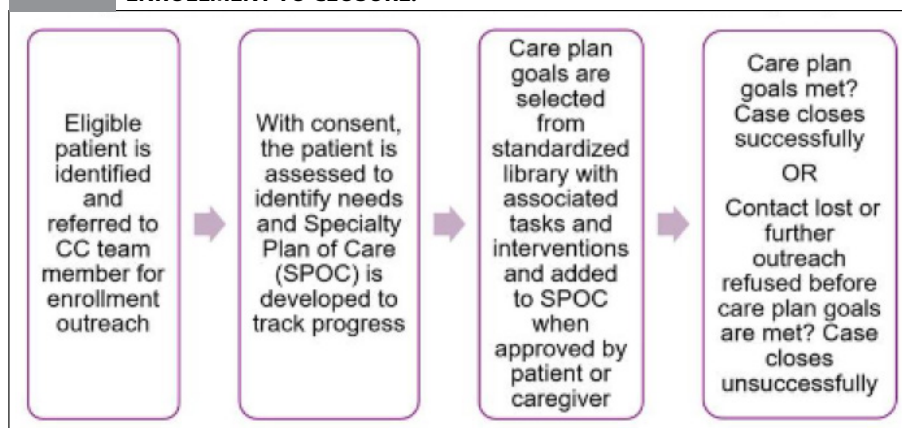 ENROLLMENT TO CLOSURE.
Eligible
patient is
identified
and
referred to
CC team
member for
enrollment
outreach
With consent,
the patient is
assessed to
identify needs
and Specialty
Plan of Care
(SPOC) is
developed to
track progress
Care plan
goals are
selected
from
standardized
library with
associated
tasks and
interventions
and added
to SPOC
when
approved by
patient or
caregiver
Care plan
goals met?
Case closes
successfully
OR
Contact lost or
further
outreach
refused before
care plan goals
are met? Case
closes
unsuccessfully